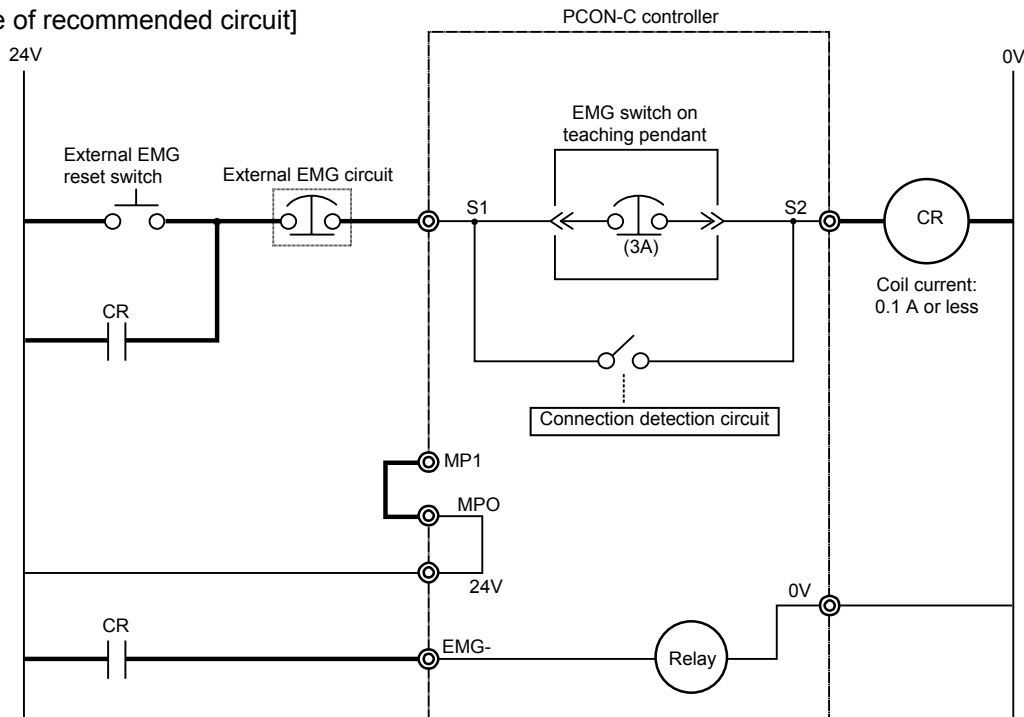 e of recommended circuit]
PCON-C controller
24V
0V
EMG switch on
teaching pendant
External EMG
reset switch
External EMG circuit
S1
S2
(3A)
CR
Coil current:
0.1 A or less
CR
Connection detection circuit
MP1
MPO
24V
0V
CR
EMG-
Relay